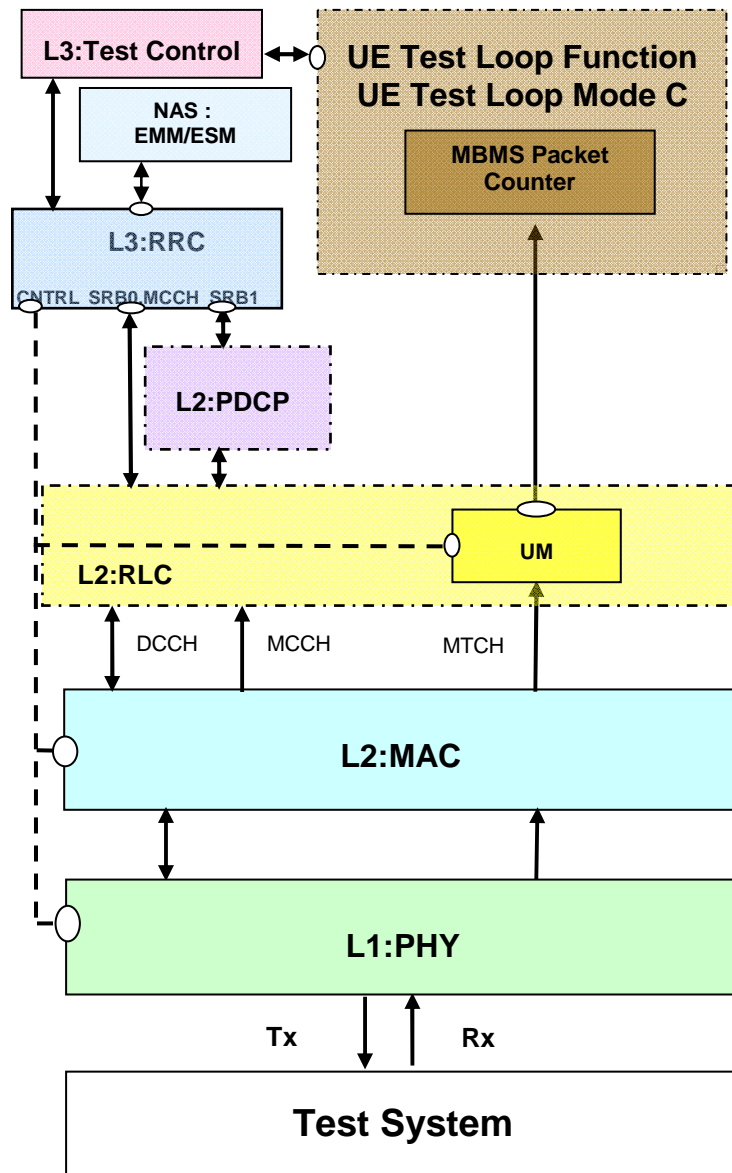 L3:Test Control
UE Test Loop Function
UE Test Loop Mode C
NAS :
EMM/ESM
MBMS Packet
Counter
L3:RRC
CNTRL SRB0,MCCH SRB1
L2:PDCP
UM
L2:RLC
DCCH MCCH MTCH
L2:MAC
L1:PHY
Tx Rx
Test System